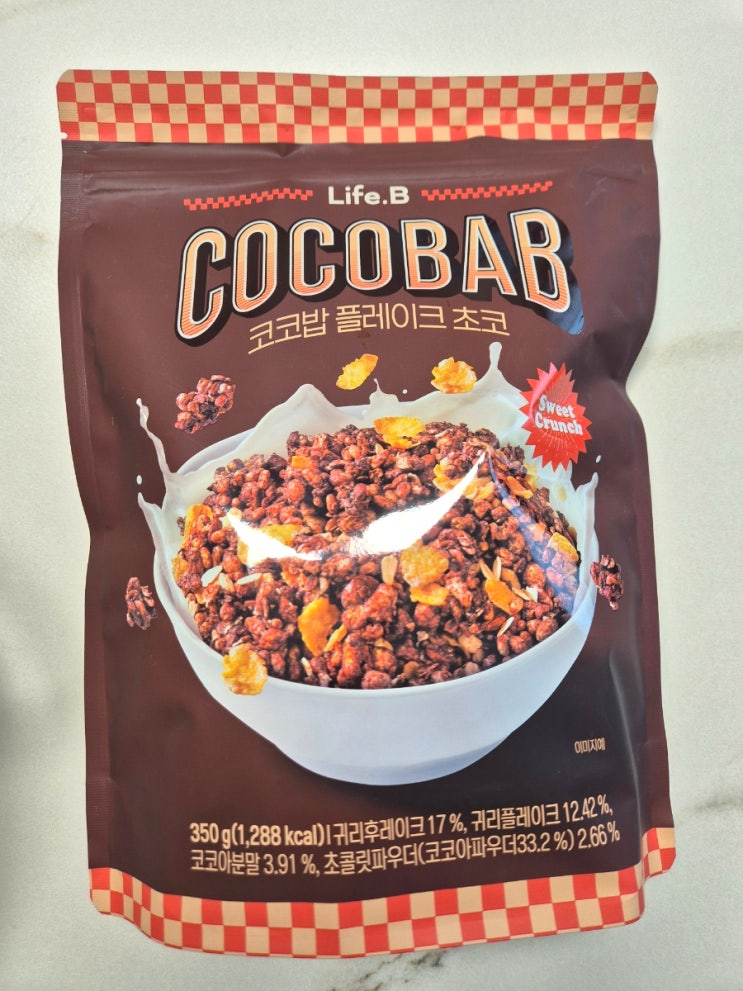 Life.B
COCOBAB
코코밥 플레이크 초코
Sweet
Crunch
이미지예
350 g(1,288 kcal) | 귀리후레이크 17 %, 귀리플레이크 12.42 %,
코코아분말 3.91 %, 초콜릿파우더(코코아파우더33.2 %) 2.66 %